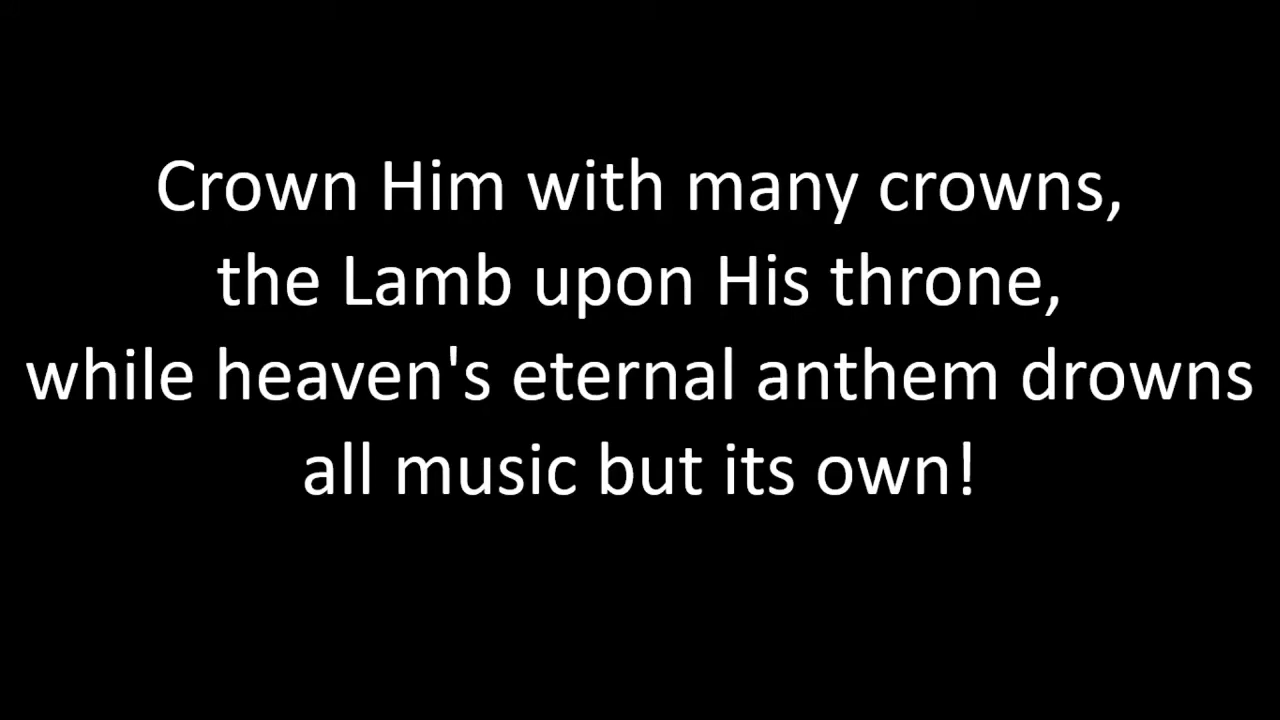 Crown Him with many crowns,
the Lamb upon His throne,
while heaven's eternal anthem drowns
all music but its own!